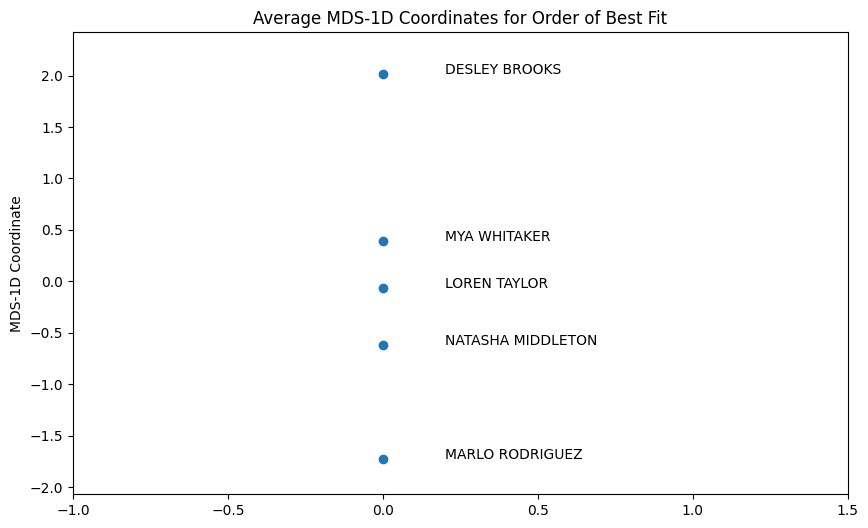 Average MDS-1D Coordinates for Order of Best Fit
MDS-1D Coordinate
2.0
1.5
1.0
0.5
0.0
−0.5
−1.0
−1.5
−2.0
DESLEY BROOKS
MYA WHITAKER
LOREN TAYLOR
NATASHA MIDDLETON
MARLO RODRIGUEZ
−1.0 −0.5 0.0 0.5 1.0 1.5